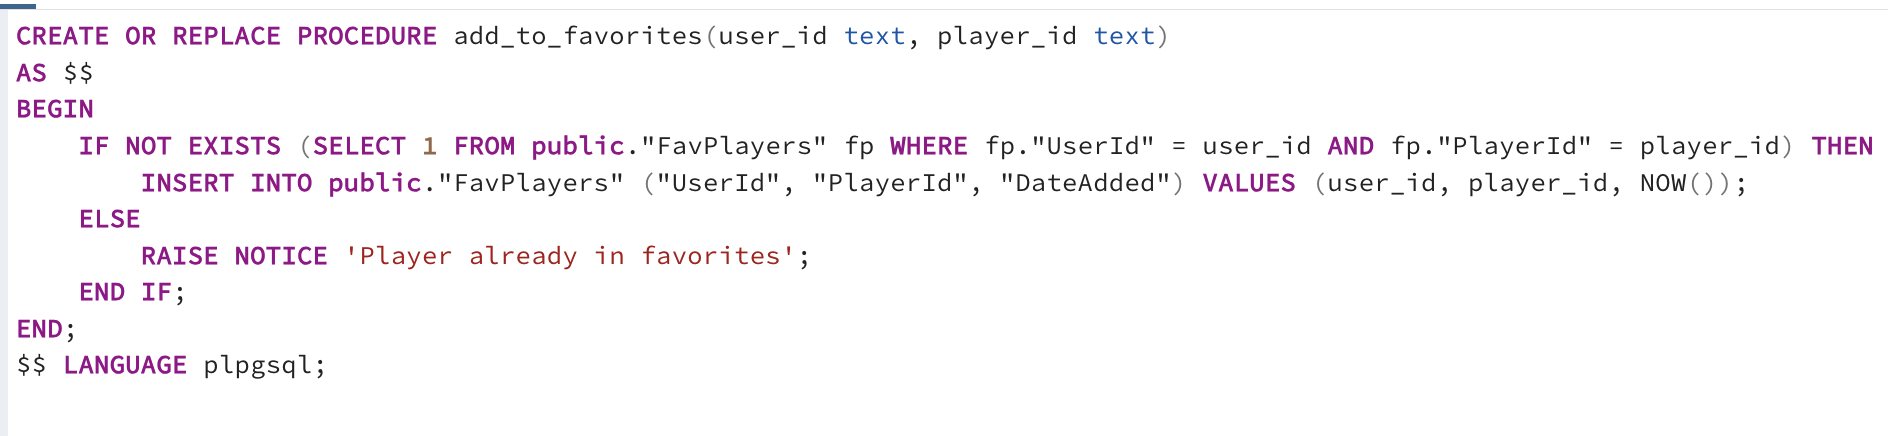 CREATE OR REPLACE PROCEDURE add_to_favorites(user_id text, player_id text)
AS $$
BEGIN
    IF NOT EXISTS (SELECT 1 FROM public."FavPlayers" fp WHERE fp."UserId" = user_id AND fp."PlayerId" = player_id) THEN
        INSERT INTO public."FavPlayers" ("UserId", "PlayerId", "DateAdded") VALUES (user_id, player_id, NOW());
    ELSE
        RAISE NOTICE 'Player already in favorites';
    END IF;
END;
$$ LANGUAGE plpgsql;